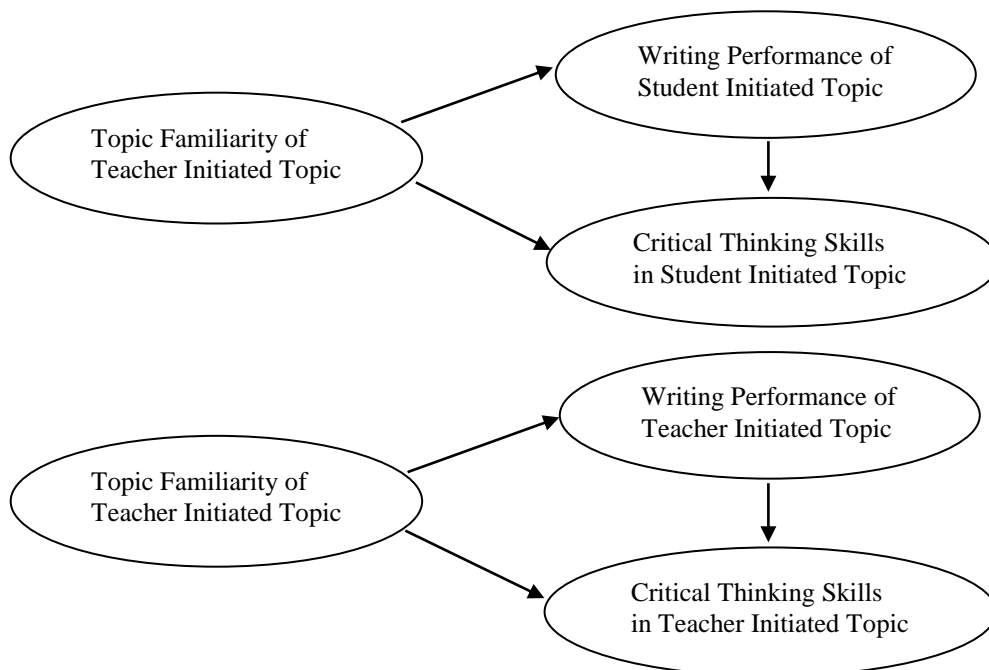 Writing Performance of
Student Initiated Topic
Topic Familiarity of
Teacher Initiated Topic
Critical Thinking Skills
in Student Initiated Topic
Writing Performance of
Teacher Initiated Topic
Topic Familiarity of
Teacher Initiated Topic
Critical Thinking Skills
in Teacher Initiated Topic